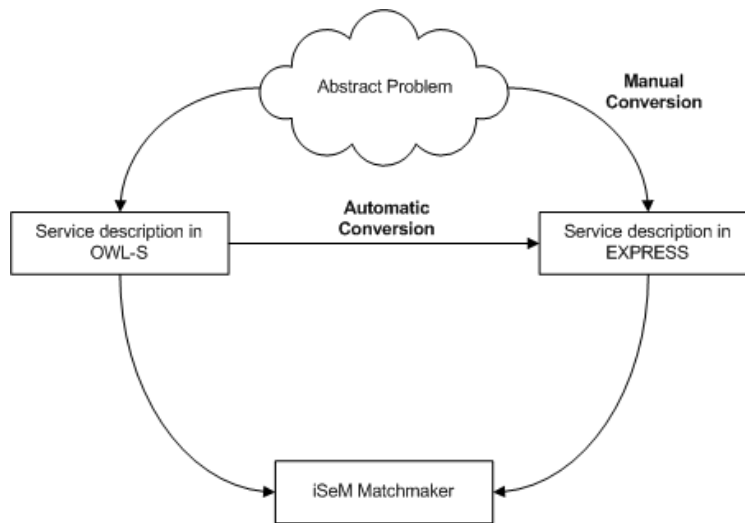 Abstract Problem
Manual
Conversion
Service description in
OWL-S
Automatic
Conversion
Service description in
EXPRESS
iSeM Matchmaker